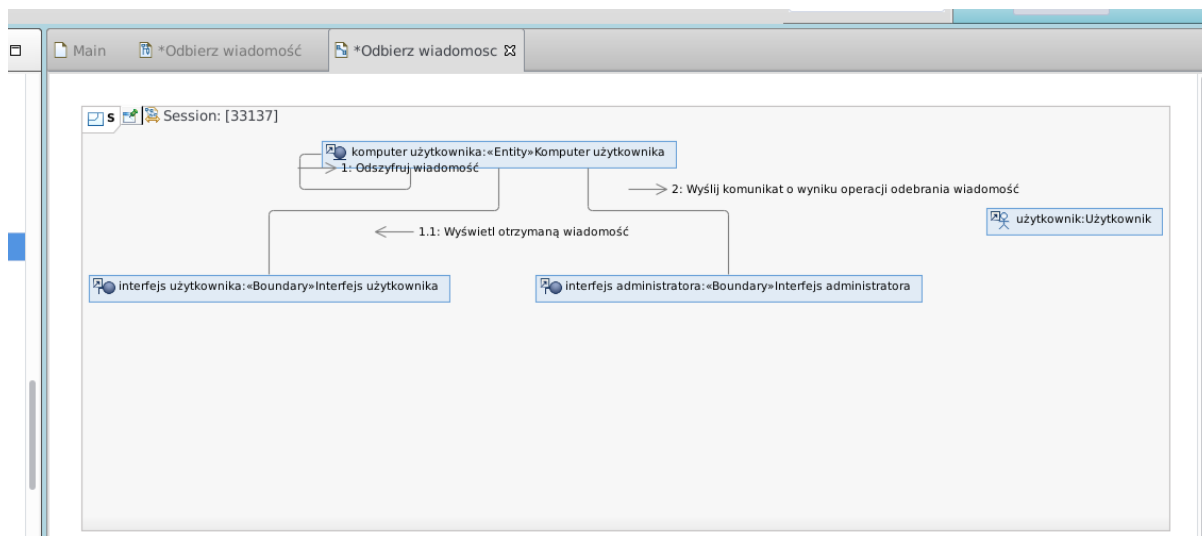 Main
*Odbierz wiadomość
*Odbierz wiadomosc
S
Session: [33137]
komputer użytkownika:«Entity»Komputer użytkownika
1: Odszyfruj wiadomość
2: Wyślij komunikat o wyniku operacji odebrania wiadomość
użytkownik:Użytkownik
1.1: Wyświetl otrzymaną wiadomość
interfejs użytkownika:«Boundary»Interfejs użytkownika
interfejs administratora:«Boundary»Interfejs administratora